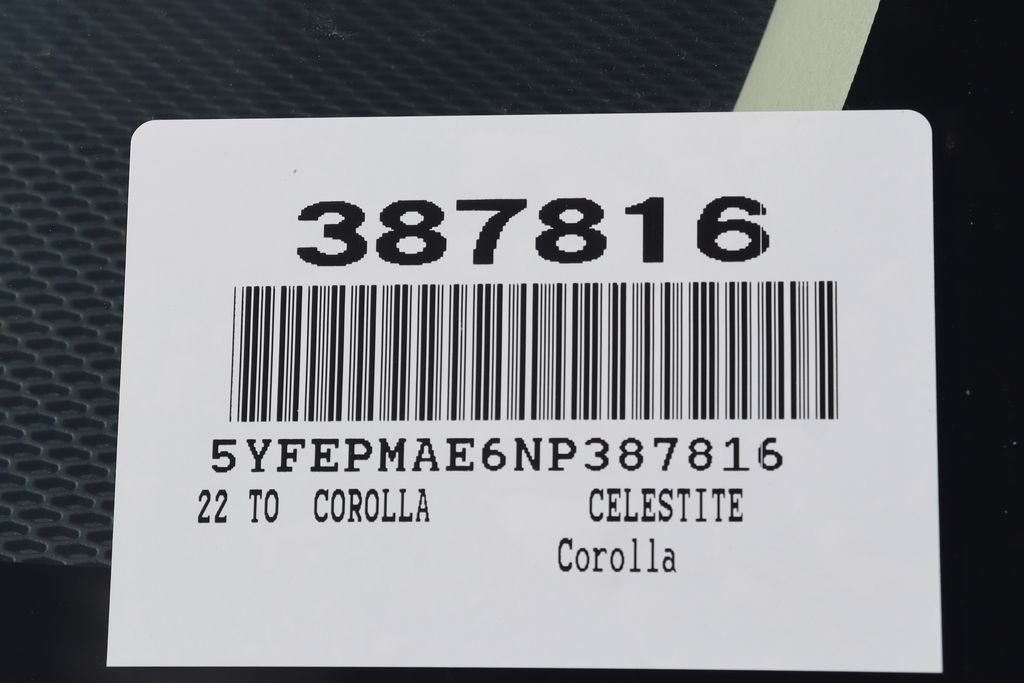 387816
5YFEPMAE6NP387816
22 TO COROLLA CELESTITE
Corolla